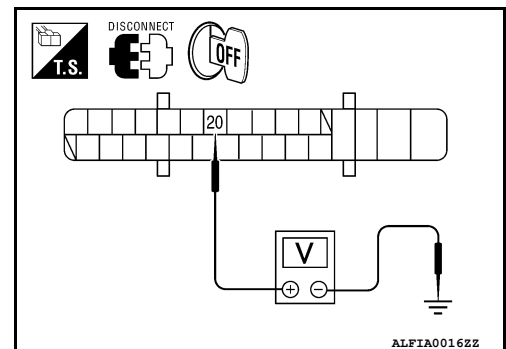 DISCONNECT
T.S.
OFF
20
V
+ −
ALFIA0016ZZ